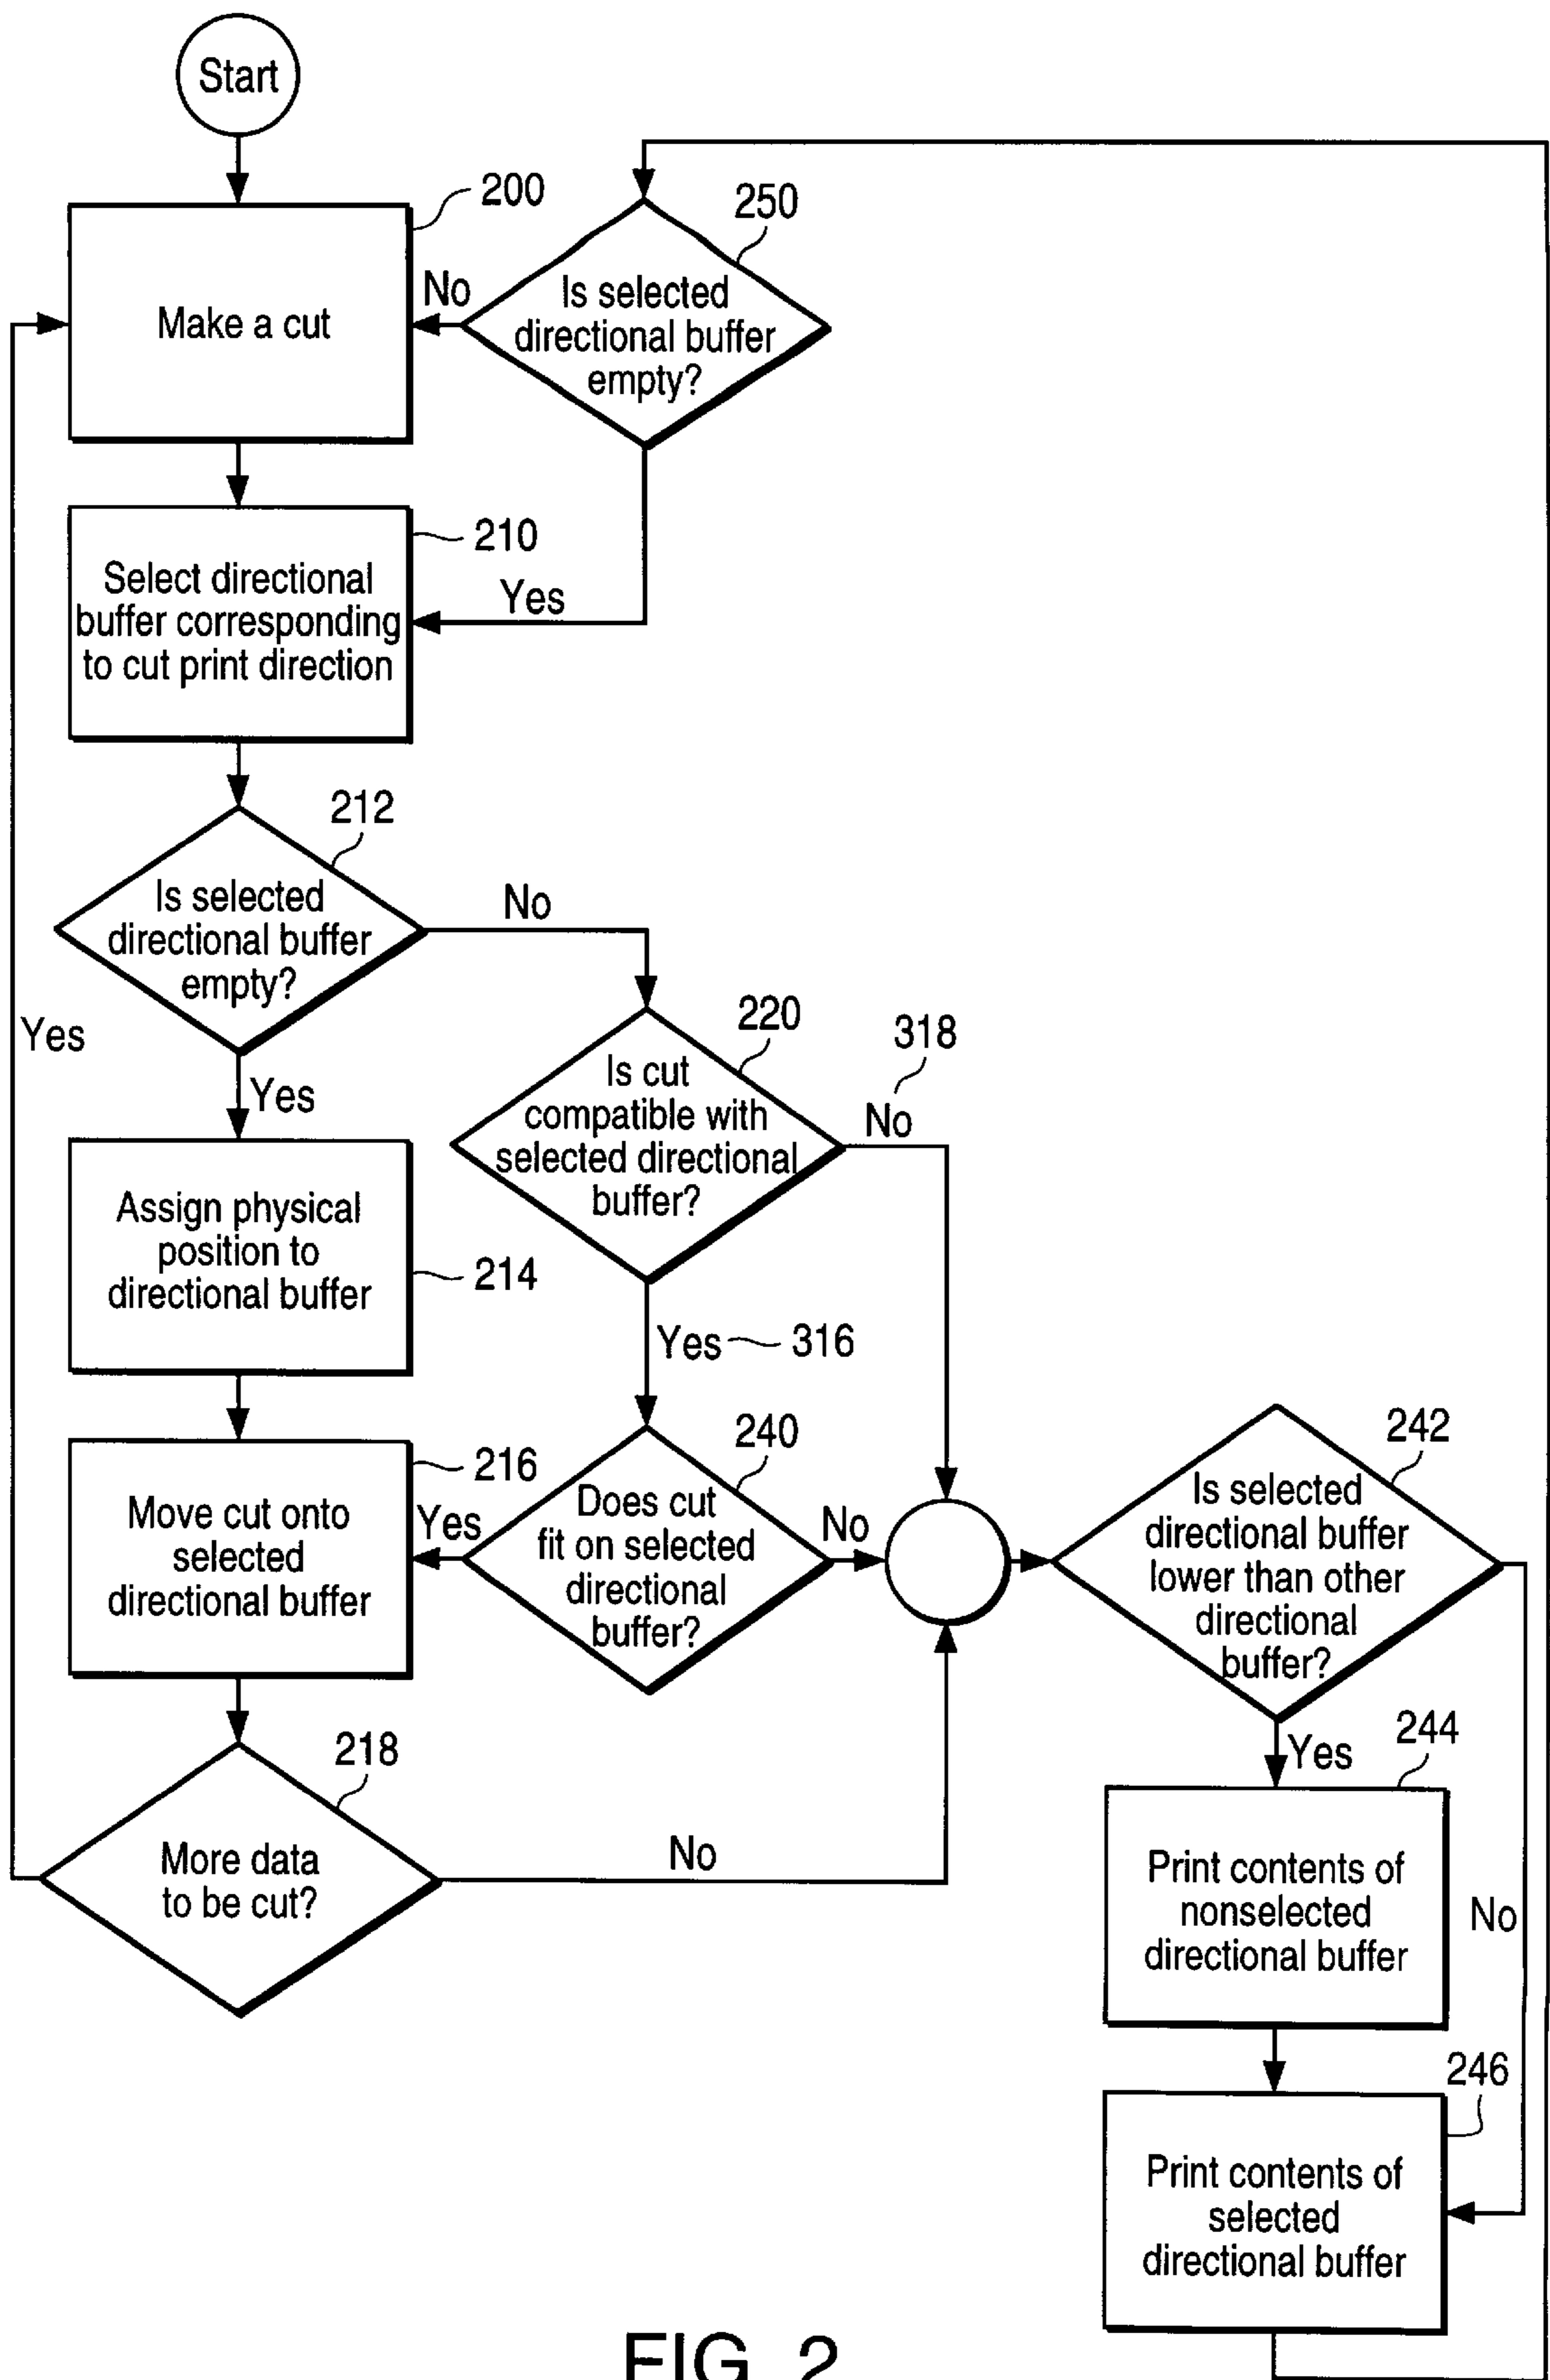 Start
200
Make a cut
250
No
Is selected
directional buffer
empty?
Yes
210
Select directional
buffer corresponding
to cut print direction
212
Is selected
directional buffer
empty?
No
Yes
Yes
220
Is cut
compatible with
selected directional
buffer?
318
No
Assign physical
position to
directional buffer
214
Yes
316
216
Move cut onto
selected
directional buffer
Yes
240
Does cut
fit on selected
directional
buffer?
No
242
Is selected
directional buffer
lower than other
directional
buffer?
218
More data
to be cut?
No
Yes
244
Print contents of
nonselected
directional buffer
No
246
Print contents of
selected
directional buffer
FIG. 2